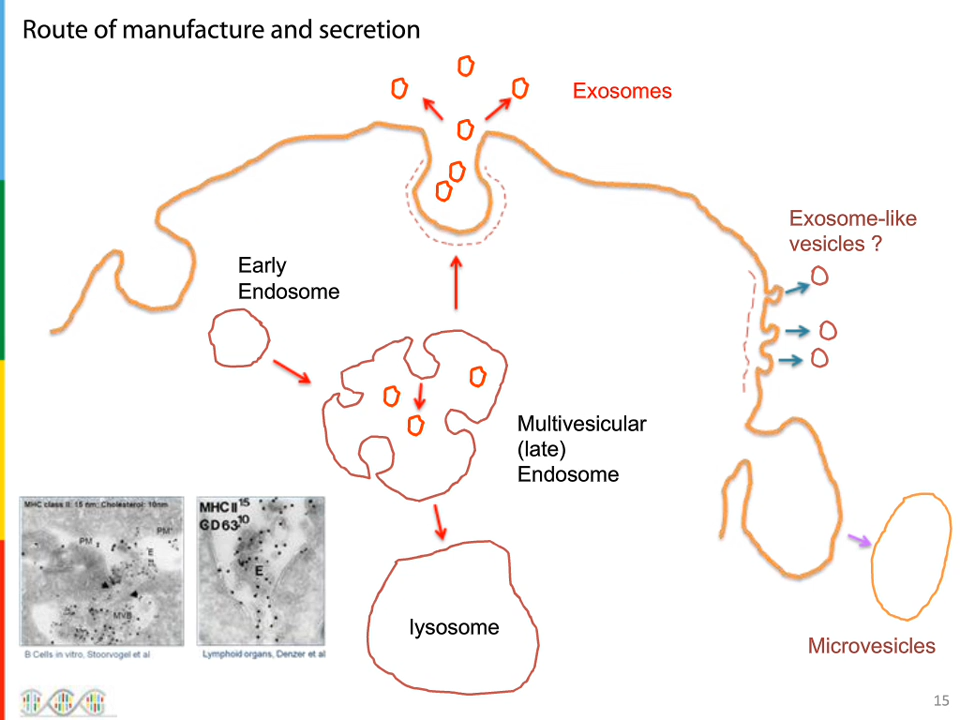 Route of manufacture and secretion
Exosomes
Exosome-like
vesicles ?
Early
Endosome
Multivesicular
(late)
Endosome
MHC class II: 15 nm; Cholesterol: 10nm
PM
PM
E
MVB
MHC II 15
CD63 10
E
lysosome
B Cells in vitro, Stoorvogel et al
Lymphoid organs, Denzer et al
Microvesicles
15